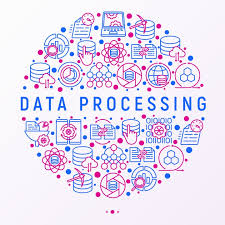 DATA PROCESSING